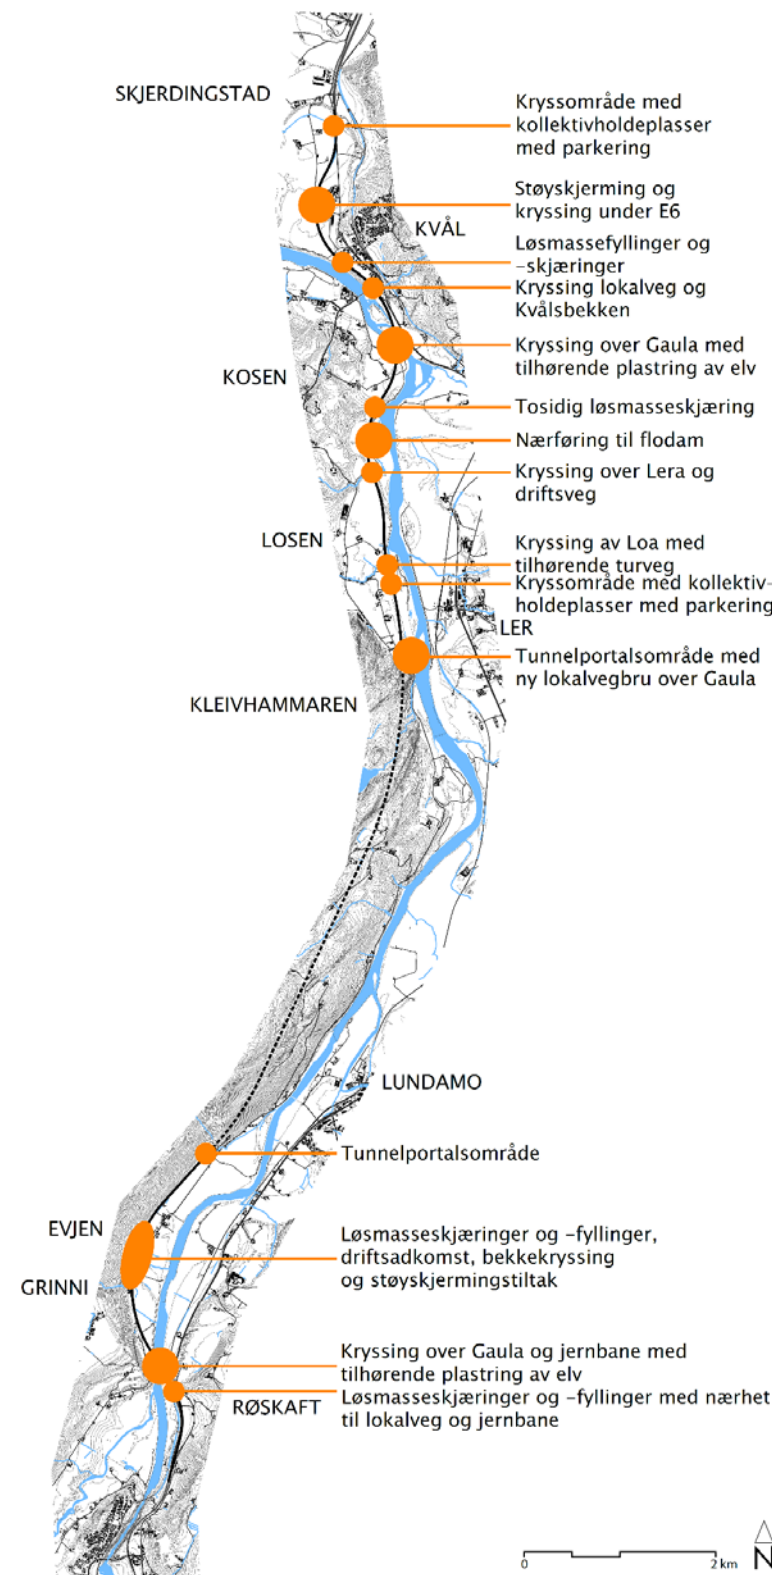 SKJERDINGSTAD
Kryssområde med
kollektivholdeplasser
med parkering
Støyskjerming og
kryssing under E6
KVÅL
Løsmassefyllinger og
-skjæringer
Kryssing lokalveg og
Kvålsbekken
Kryssing over Gaula med
tilhørende plastring av elv
KOSEN
Tosidig løsmasseskjæring
Nærføring til flodam
Kryssing over Lera og
driftsveg
LOSEN
Kryssing av Loa med
tilhørende turveg
Kryssområde med kollektiv-
holdeplasser med parkering
LER
Tunnelportalsområde med
ny lokalvegbru over Gaula
KLEIVHAMMAREN
LUNDAMO
Tunnelportalsområde
EVJEN
Løsmasseskjæringer og -fyllinger,
driftsadkomst, bekkekryssing
og støyskjermingstiltak
GRINNI
Kryssing over Gaula og jernbane med
tilhørende plastring av elv
RØSKAFT
Løsmasseskjæringer og -fyllinger med nærhet
til lokalveg og jernbane
0 2 km
N